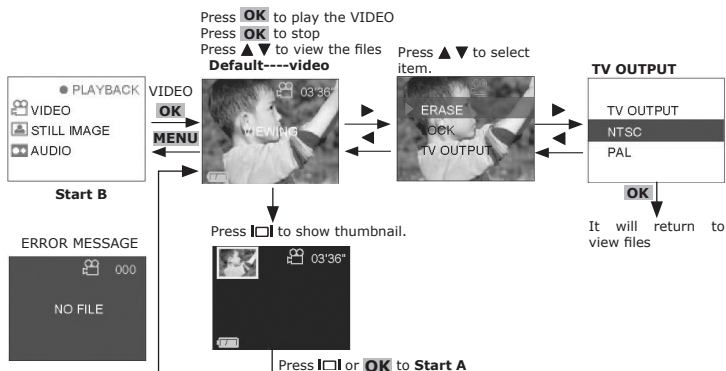 Press OK to play the VIDEO
Press OK to stop
Press ▲ ▼ to view the files
Default----video
Press ▲ ▼ to select
item.
TV OUTPUT
PLAYBACK
VIDEO
STILL IMAGE
AUDIO
Start B
VIDEO
OK
MENU
03'36"
VIEWING
ERASE
LOCK
TV OUTPUT
TV OUTPUT
NTSC
PAL
OK
It will return to
view files
Press to show thumbnail.
03'36"
ERROR MESSAGE
000
NO FILE
Press or OK to Start A